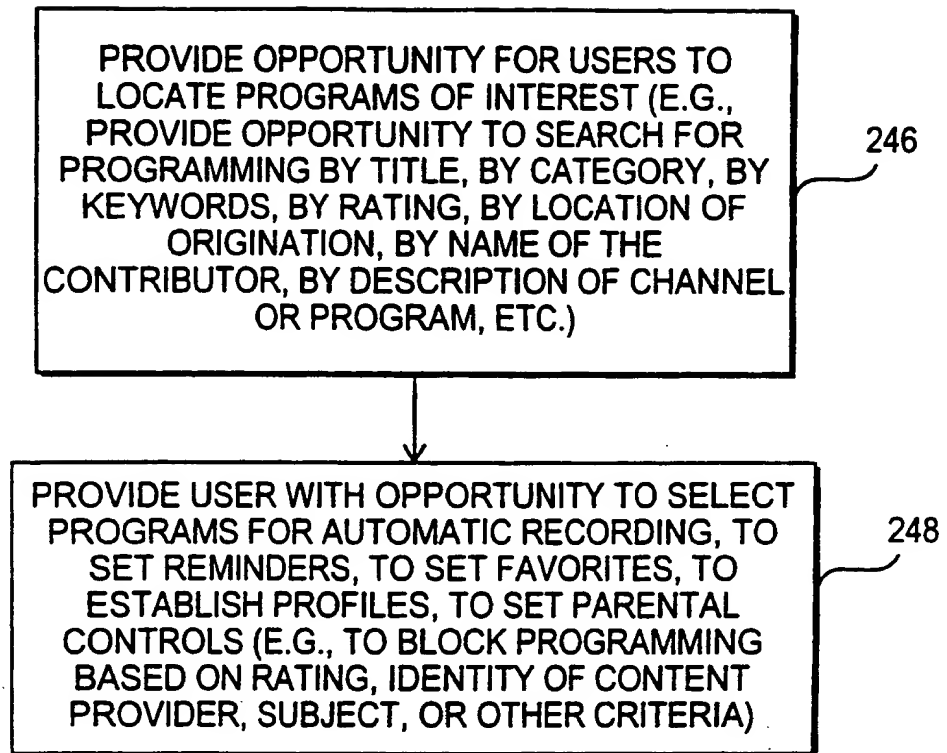 PROVIDE OPPORTUNITY FOR USERS TO
LOCATE PROGRAMS OF INTEREST (E.G.,
PROVIDE OPPORTUNITY TO SEARCH FOR
PROGRAMMING BY TITLE, BY CATEGORY, BY
KEYWORDS, BY RATING, BY LOCATION OF
ORIGINATION, BY NAME OF THE
CONTRIBUTOR, BY DESCRIPTION OF CHANNEL
OR PROGRAM, ETC.)
246
PROVIDE USER WITH OPPORTUNITY TO SELECT
PROGRAMS FOR AUTOMATIC RECORDING, TO
SET REMINDERS, TO SET FAVORITES, TO
ESTABLISH PROFILES, TO SET PARENTAL
CONTROLS (E.G., TO BLOCK PROGRAMMING
BASED ON RATING, IDENTITY OF CONTENT
PROVIDER, SUBJECT, OR OTHER CRITERIA)
248